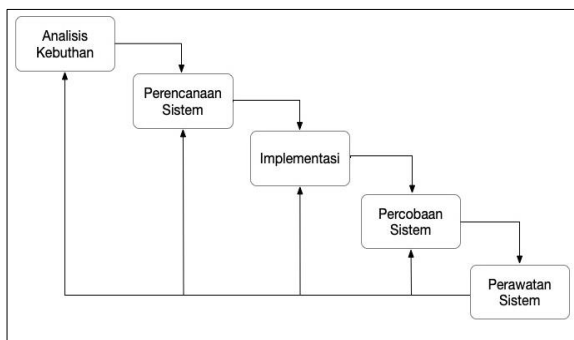 Analisis
Kebuthan
Perencanaan
Sistem
Implementasi
Percobaan
Sistem
Perawatan
Sistem